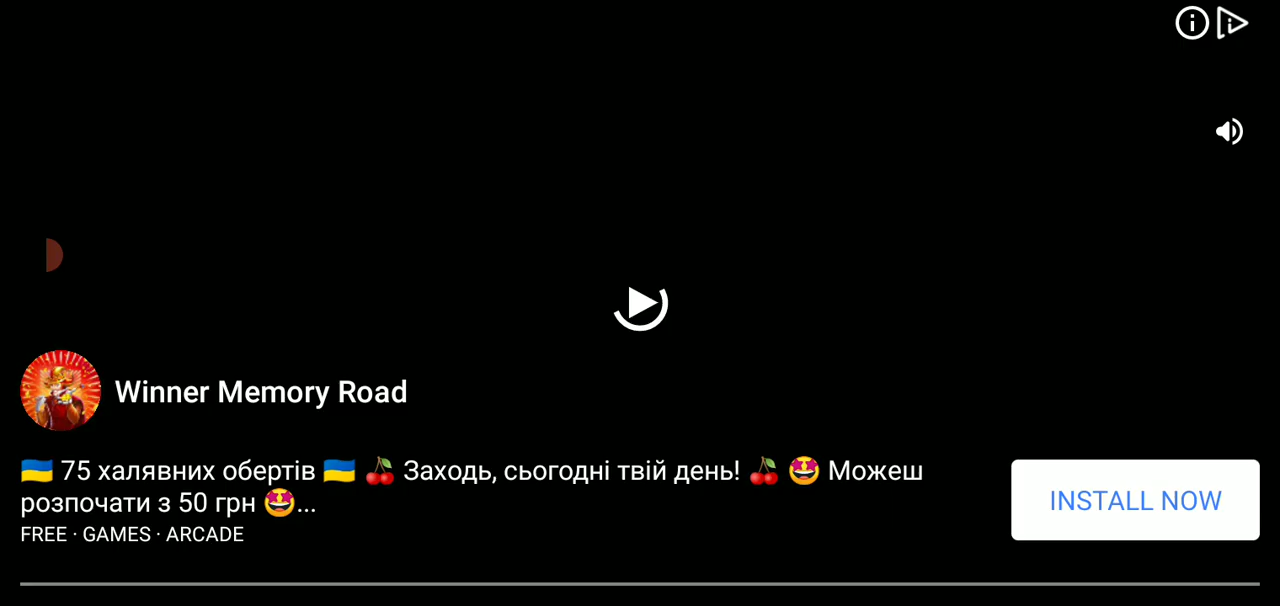 Winner Memory Road
🇺🇦 75 халявних обертів 🇺🇦 🍒 Заходь, сьогодні твій день! 🍒 🤩 Можеш
розпочати з 50 грн 🤩...
FREE · GAMES · ARCADE
INSTALL NOW